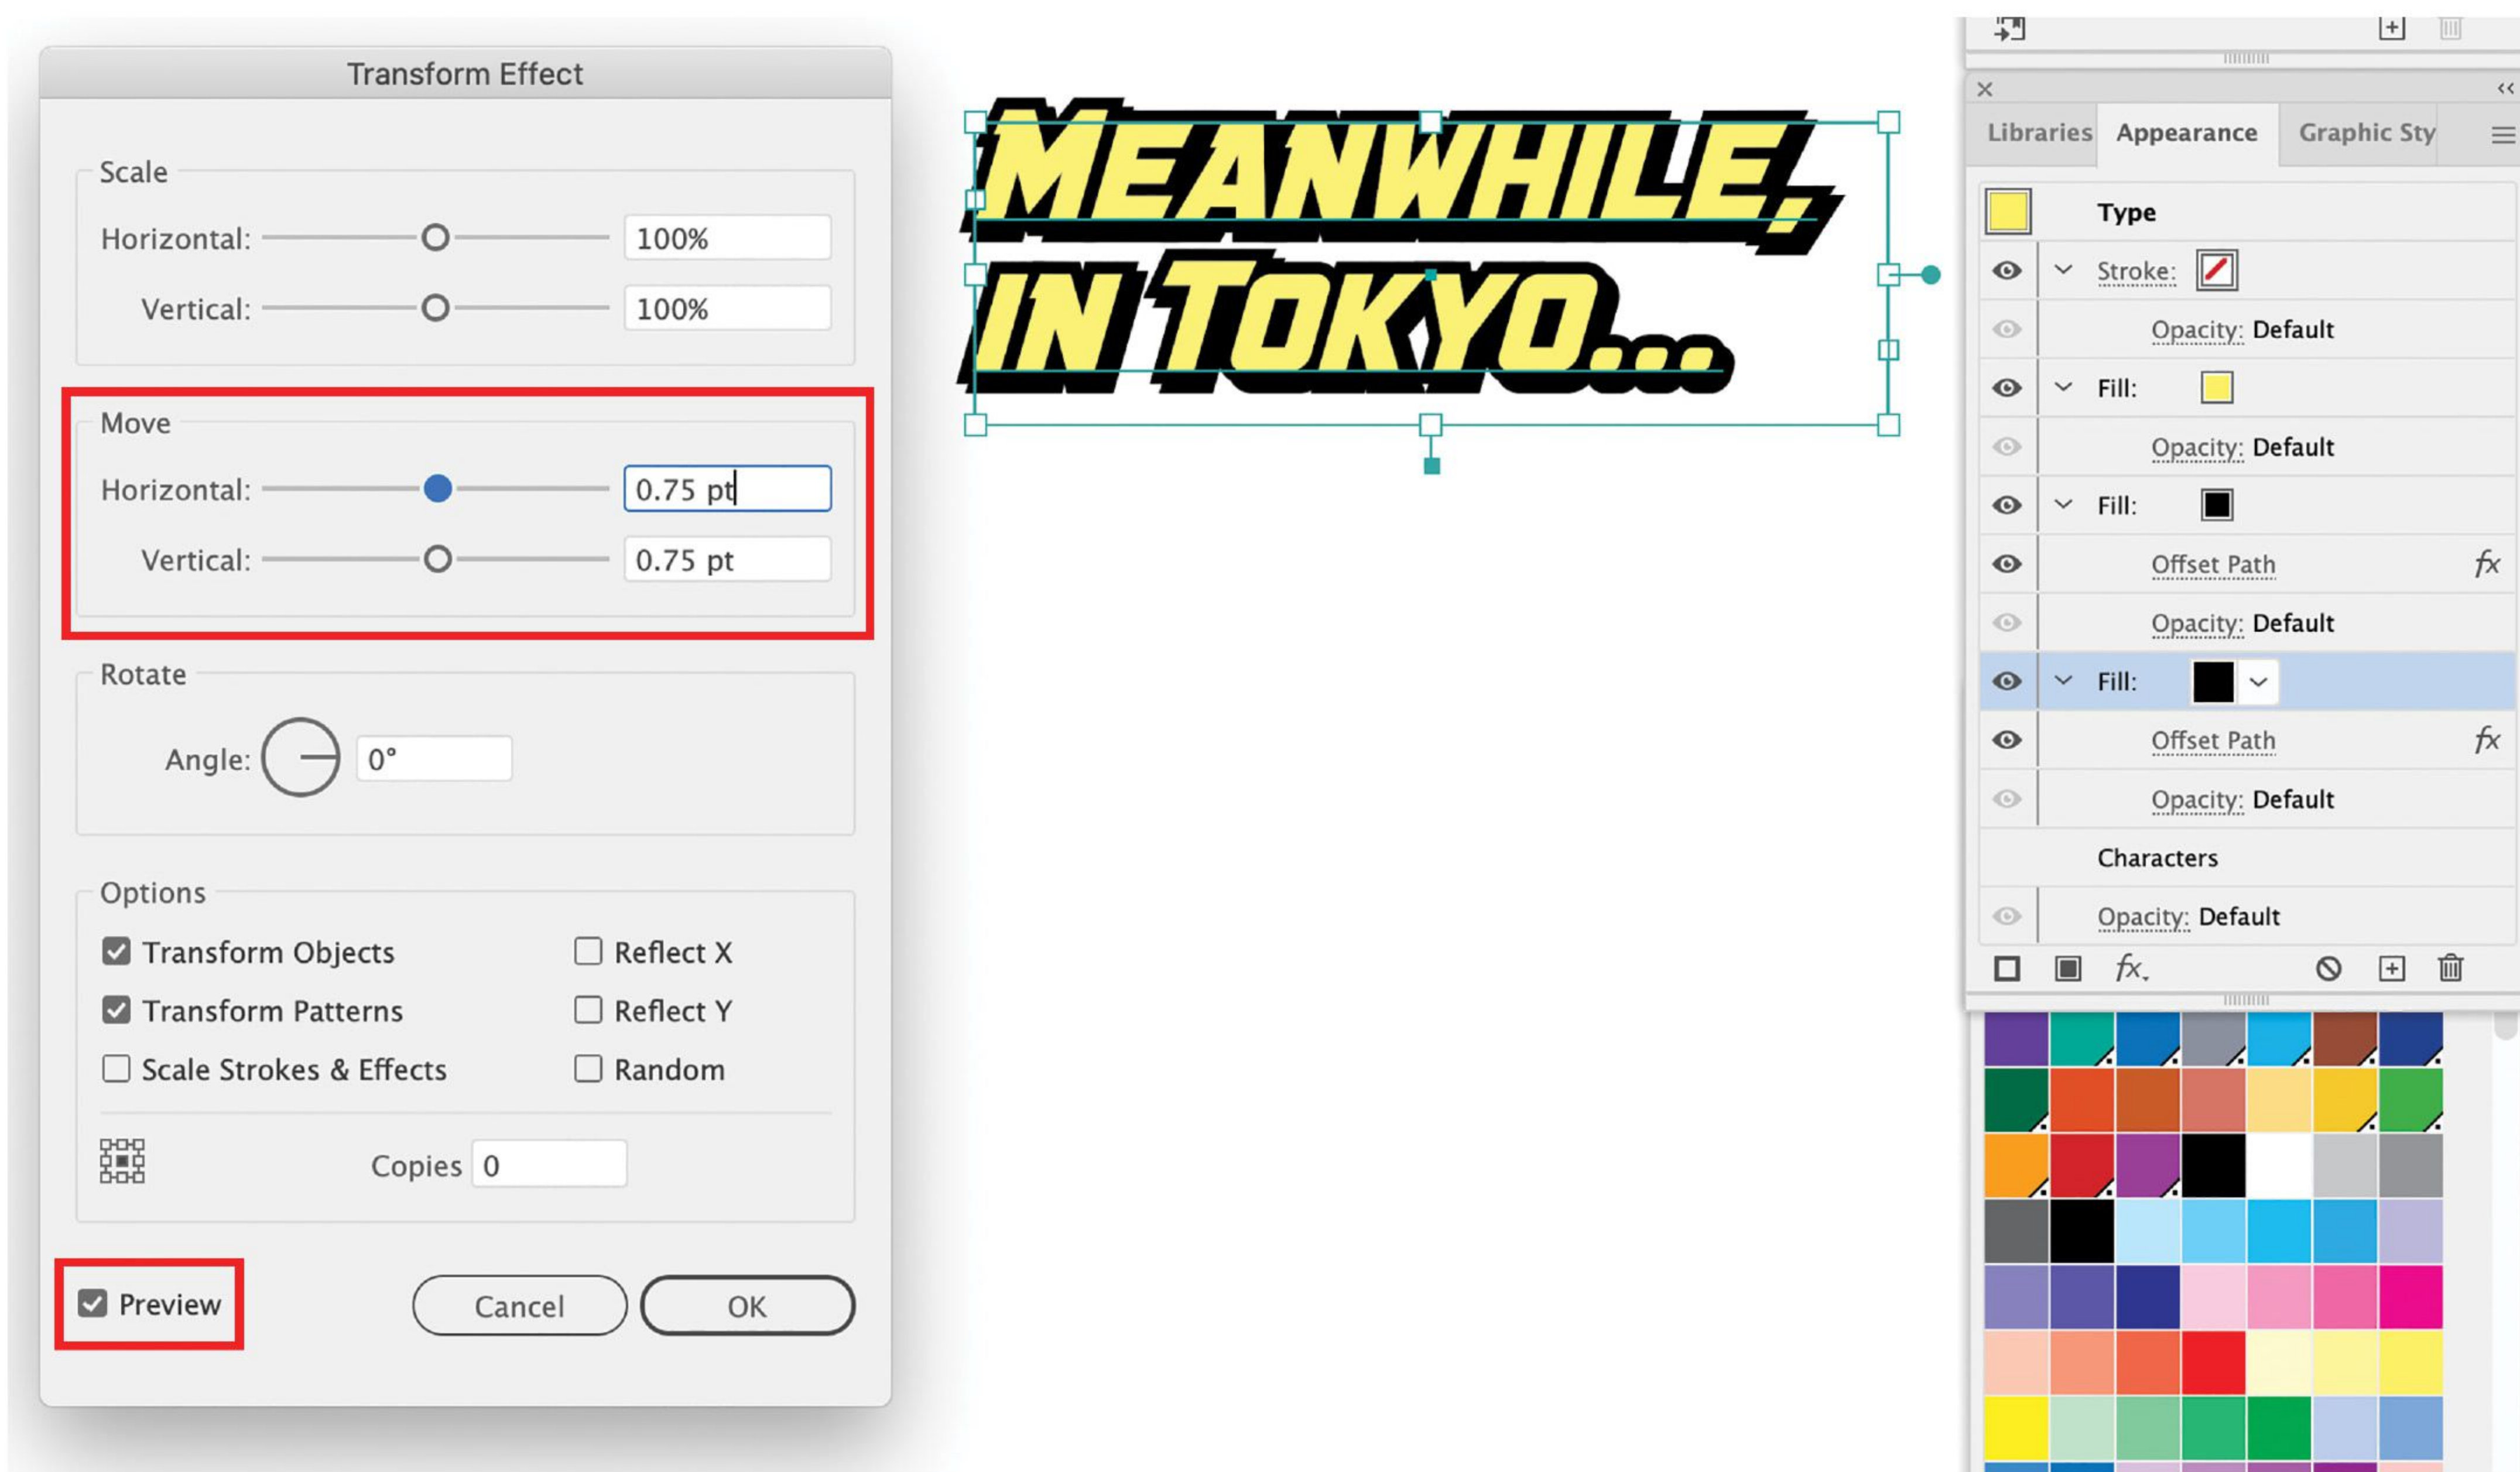 Transform Effect
Scale
Horizontal: 100%
Vertical: 100%
Move
Horizontal: 0.75 pt
Vertical: 0.75 pt
Rotate
Angle: 0°
Options
Transform Objects
Reflect X
Transform Patterns
Reflect Y
Scale Strokes & Effects
Random
Copies 0
Preview
Cancel
OK
MEANWHILE,
IN TOKYO...
Libraries
Appearance
Graphic Sty
Type
Stroke:
Opacity: Default
Fill:
Opacity: Default
Fill:
Offset Path fx
Opacity: Default
Fill:
Offset Path fx
Opacity: Default
Characters
Opacity: Default
fx.